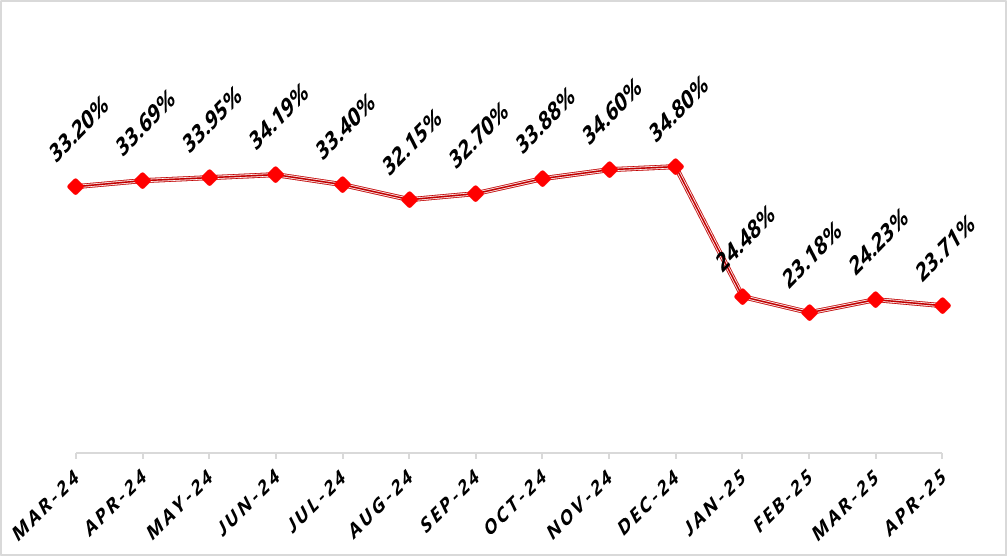 33.20%
33.69%
33.95%
34.19%
33.40%
32.15%
32.70%
33.88%
34.60%
34.80%
24.48%
23.18%
24.23%
23.71%
MAR-24
APR-24
MAY-24
JUN-24
JUL-24
AUG-24
SEP-24
OCT-24
NOV-24
DEC-24
JAN-25
FEB-25
MAR-25
APR-25